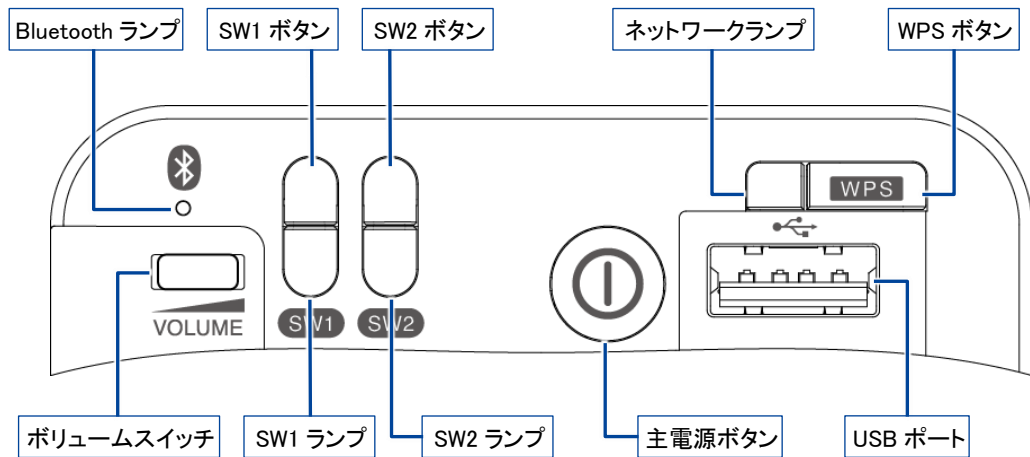 Bluetooth ランプ
SW1 ボタン
SW2 ボタン
ネットワークランプ
WPS ボタン
WPS
VOLUME
SW1
SW2
ボリュームスイッチ
SW1 ランプ
SW2 ランプ
主電源ボタン
USB ポート